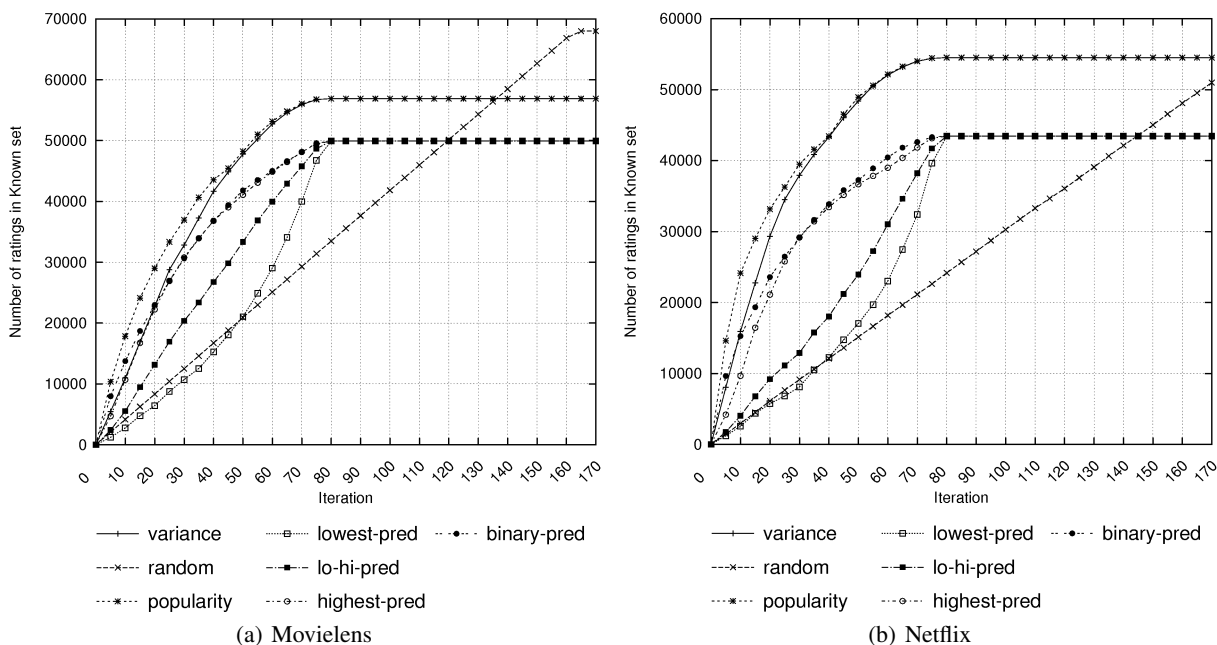 70000
60000
50000
40000
30000
20000
10000
0
Number of ratings in Known set
0 10 20 30 40 50 60 70 80 90 100 110 120 130 140 150 160 170
Iteration
variance lowest-pred binary-pred
random lo-hi-pred
popularity highest-pred
(a) Movielens
60000
50000
40000
30000
20000
10000
0
Number of ratings in Known set
0 10 20 30 40 50 60 70 80 90 100 110 120 130 140 150 160 170
Iteration
variance lowest-pred binary-pred
random lo-hi-pred
popularity highest-pred
(b) Netflix